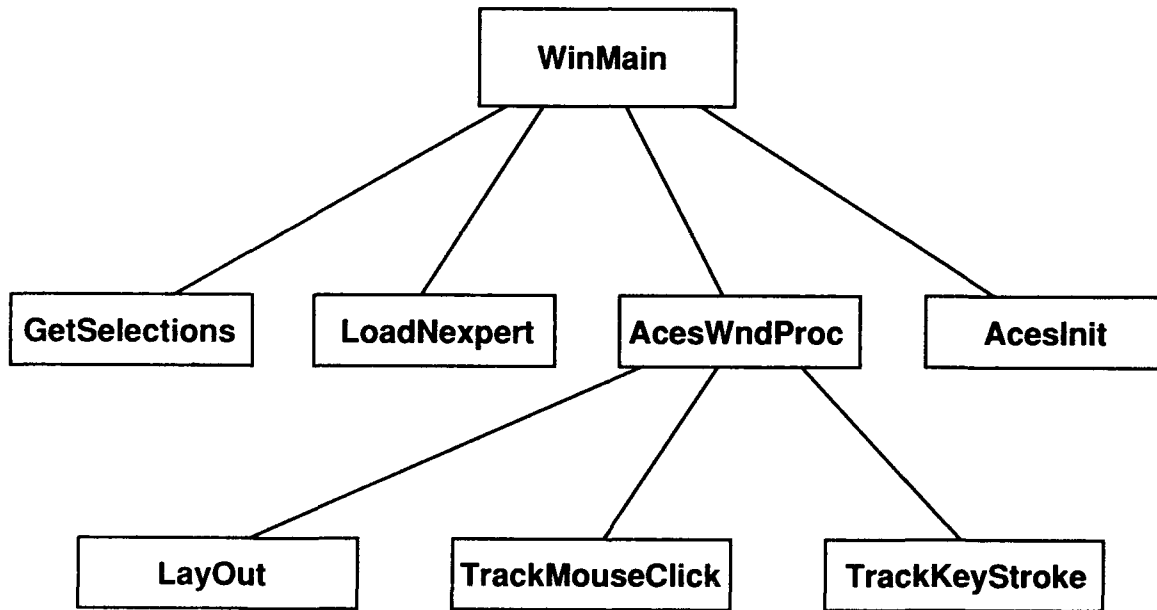 WinMain
GetSelections
LoadNexpert
AcesWndProc
AcesInit
LayOut
TrackMouseClick
TrackKeyStroke